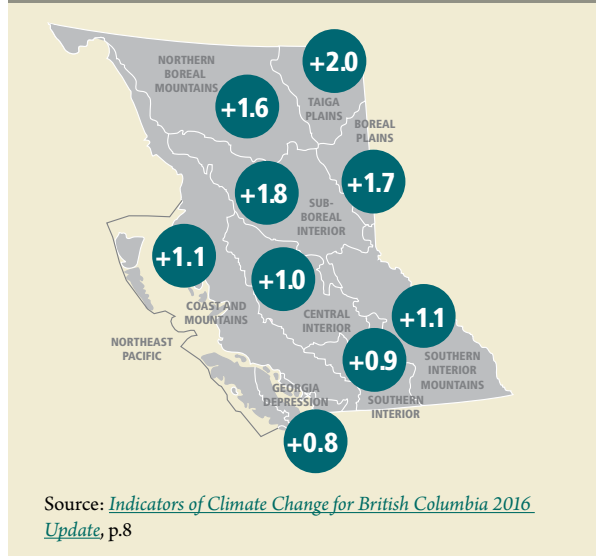 NORTHERN
BOREAL
MOUNTAINS
+1.6
+2.0
TAIGA
PLAINS
BOREAL
PLAINS
+1.7
+1.8
SUB-
BOREAL
INTERIOR
+1.1
COAST AND
MOUNTAINS
+1.0
CENTRAL
INTERIOR
+1.1
SOUTHERN
INTERIOR
MOUNTAINS
NORTHEAST
PACIFIC
+0.9
SOUTHERN
INTERIOR
GEORGIA
DEPRESSION
+0.8
Source: Indicators of Climate Change for British Columbia 2016
Update, p.8